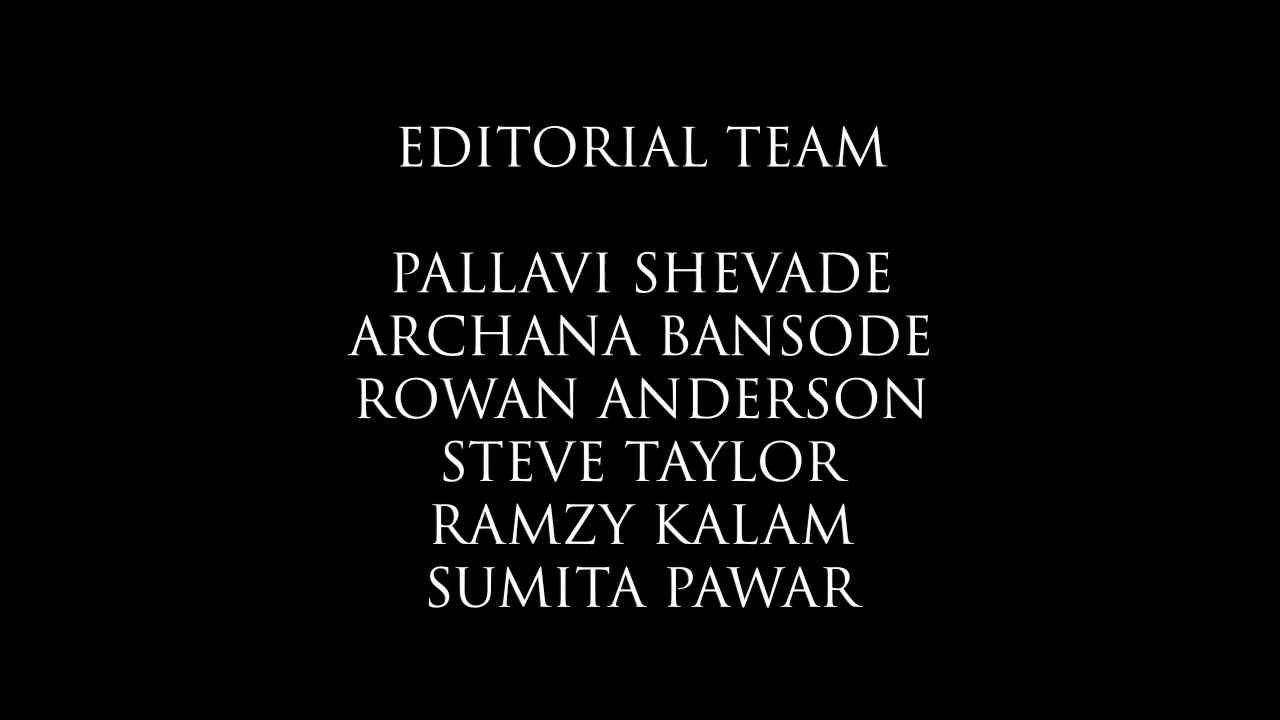 EDITORIAL TEAM
PALLAVI SHEVADE
ARCHANA BANSODE
ROWAN ANDERSON
STEVE TAYLOR
RAMZY KALAM
SUMITA PAWAR